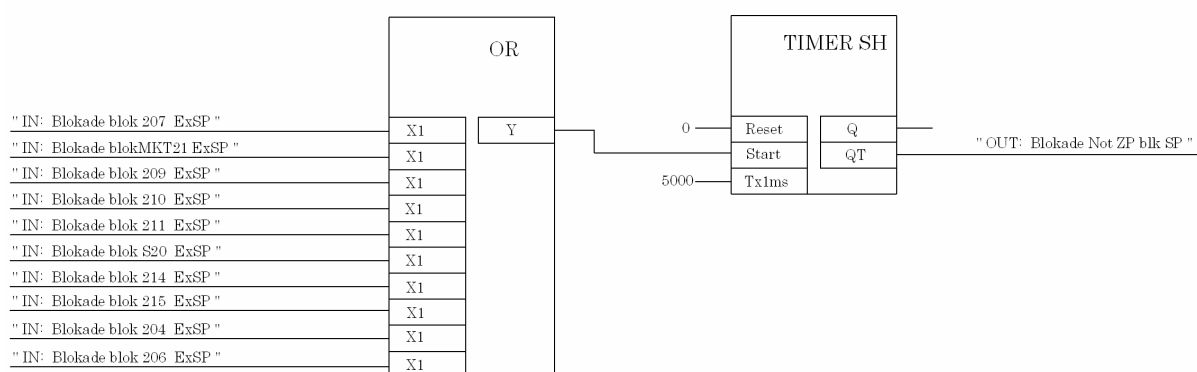 OR
TIMER SH
" IN: Blokade blok 207 ExSP "
X1
Y
0
Reset
Q
" IN: Blokade blokMKT21 ExSP "
X1
Start
QT
" OUT: Blokade Not ZP blk SP "
" IN: Blokade blok 209 ExSP "
X1
5000
Tx1ms
" IN: Blokade blok 210 ExSP "
X1
" IN: Blokade blok 211 ExSP "
X1
" IN: Blokade blok S20 ExSP "
X1
" IN: Blokade blok 214 ExSP "
X1
" IN: Blokade blok 215 ExSP "
X1
" IN: Blokade blok 204 ExSP "
X1
" IN: Blokade blok 206 ExSP "
X1